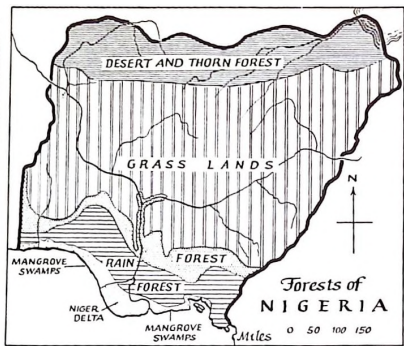 DESERT AND THORN FOREST
GRASS LANDS
N
MANGROVE
SWAMPS
RAIN
FOREST
FOREST
NIGER
DELTA
MANGROVE
SWAMPS
Forests of
NIGERIA
Miles 0 50 100 150